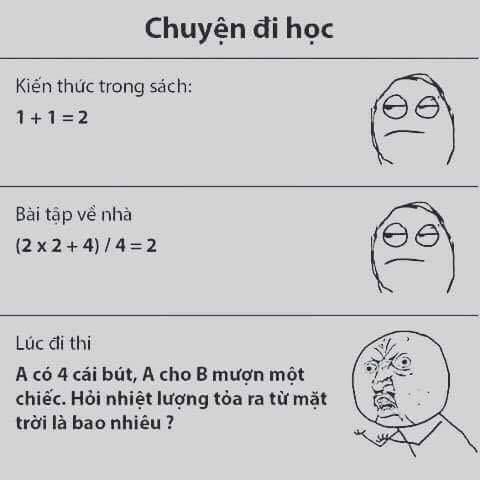 Chuyện đi học
Kiến thức trong sách:
1 + 1 = 2
Bài tập về nhà
(2 x 2 + 4) / 4 = 2
Lúc đi thi
A có 4 cái bút, A cho B mượn một
chiếc. Hỏi nhiệt lượng tỏa ra từ mặt
trời là bao nhiêu ?